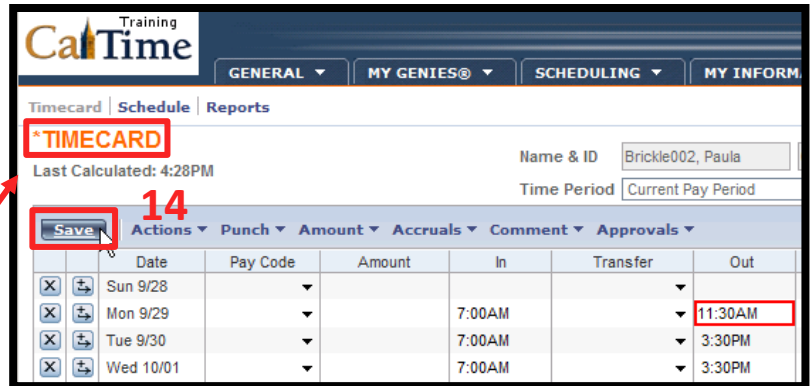 Training
CalTime
GENERAL ▼ MY GENIES® ▼ SCHEDULING ▼ MY INFORM
Timecard | Schedule | Reports
*TIMECARD
Last Calculated: 4:28PM
Name & ID Brickle002, Paula
Time Period Current Pay Period
14
Save Actions ▼ Punch ▼ Amount ▼ Accruals ▼ Comment ▼ Approvals ▼
Date Pay Code Amount In Transfer Out
Sun 9/28
Mon 9/29 7:00AM 11:30AM
Tue 9/30 7:00AM 3:30PM
Wed 10/01 7:00AM 3:30PM